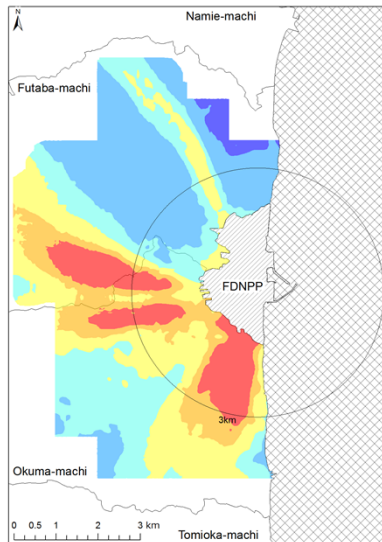 N
Namie-machi
Futaba-machi
FDNPP
3km
Okuma-machi
0 0.5 1 2 3 km
Tomioka-machi